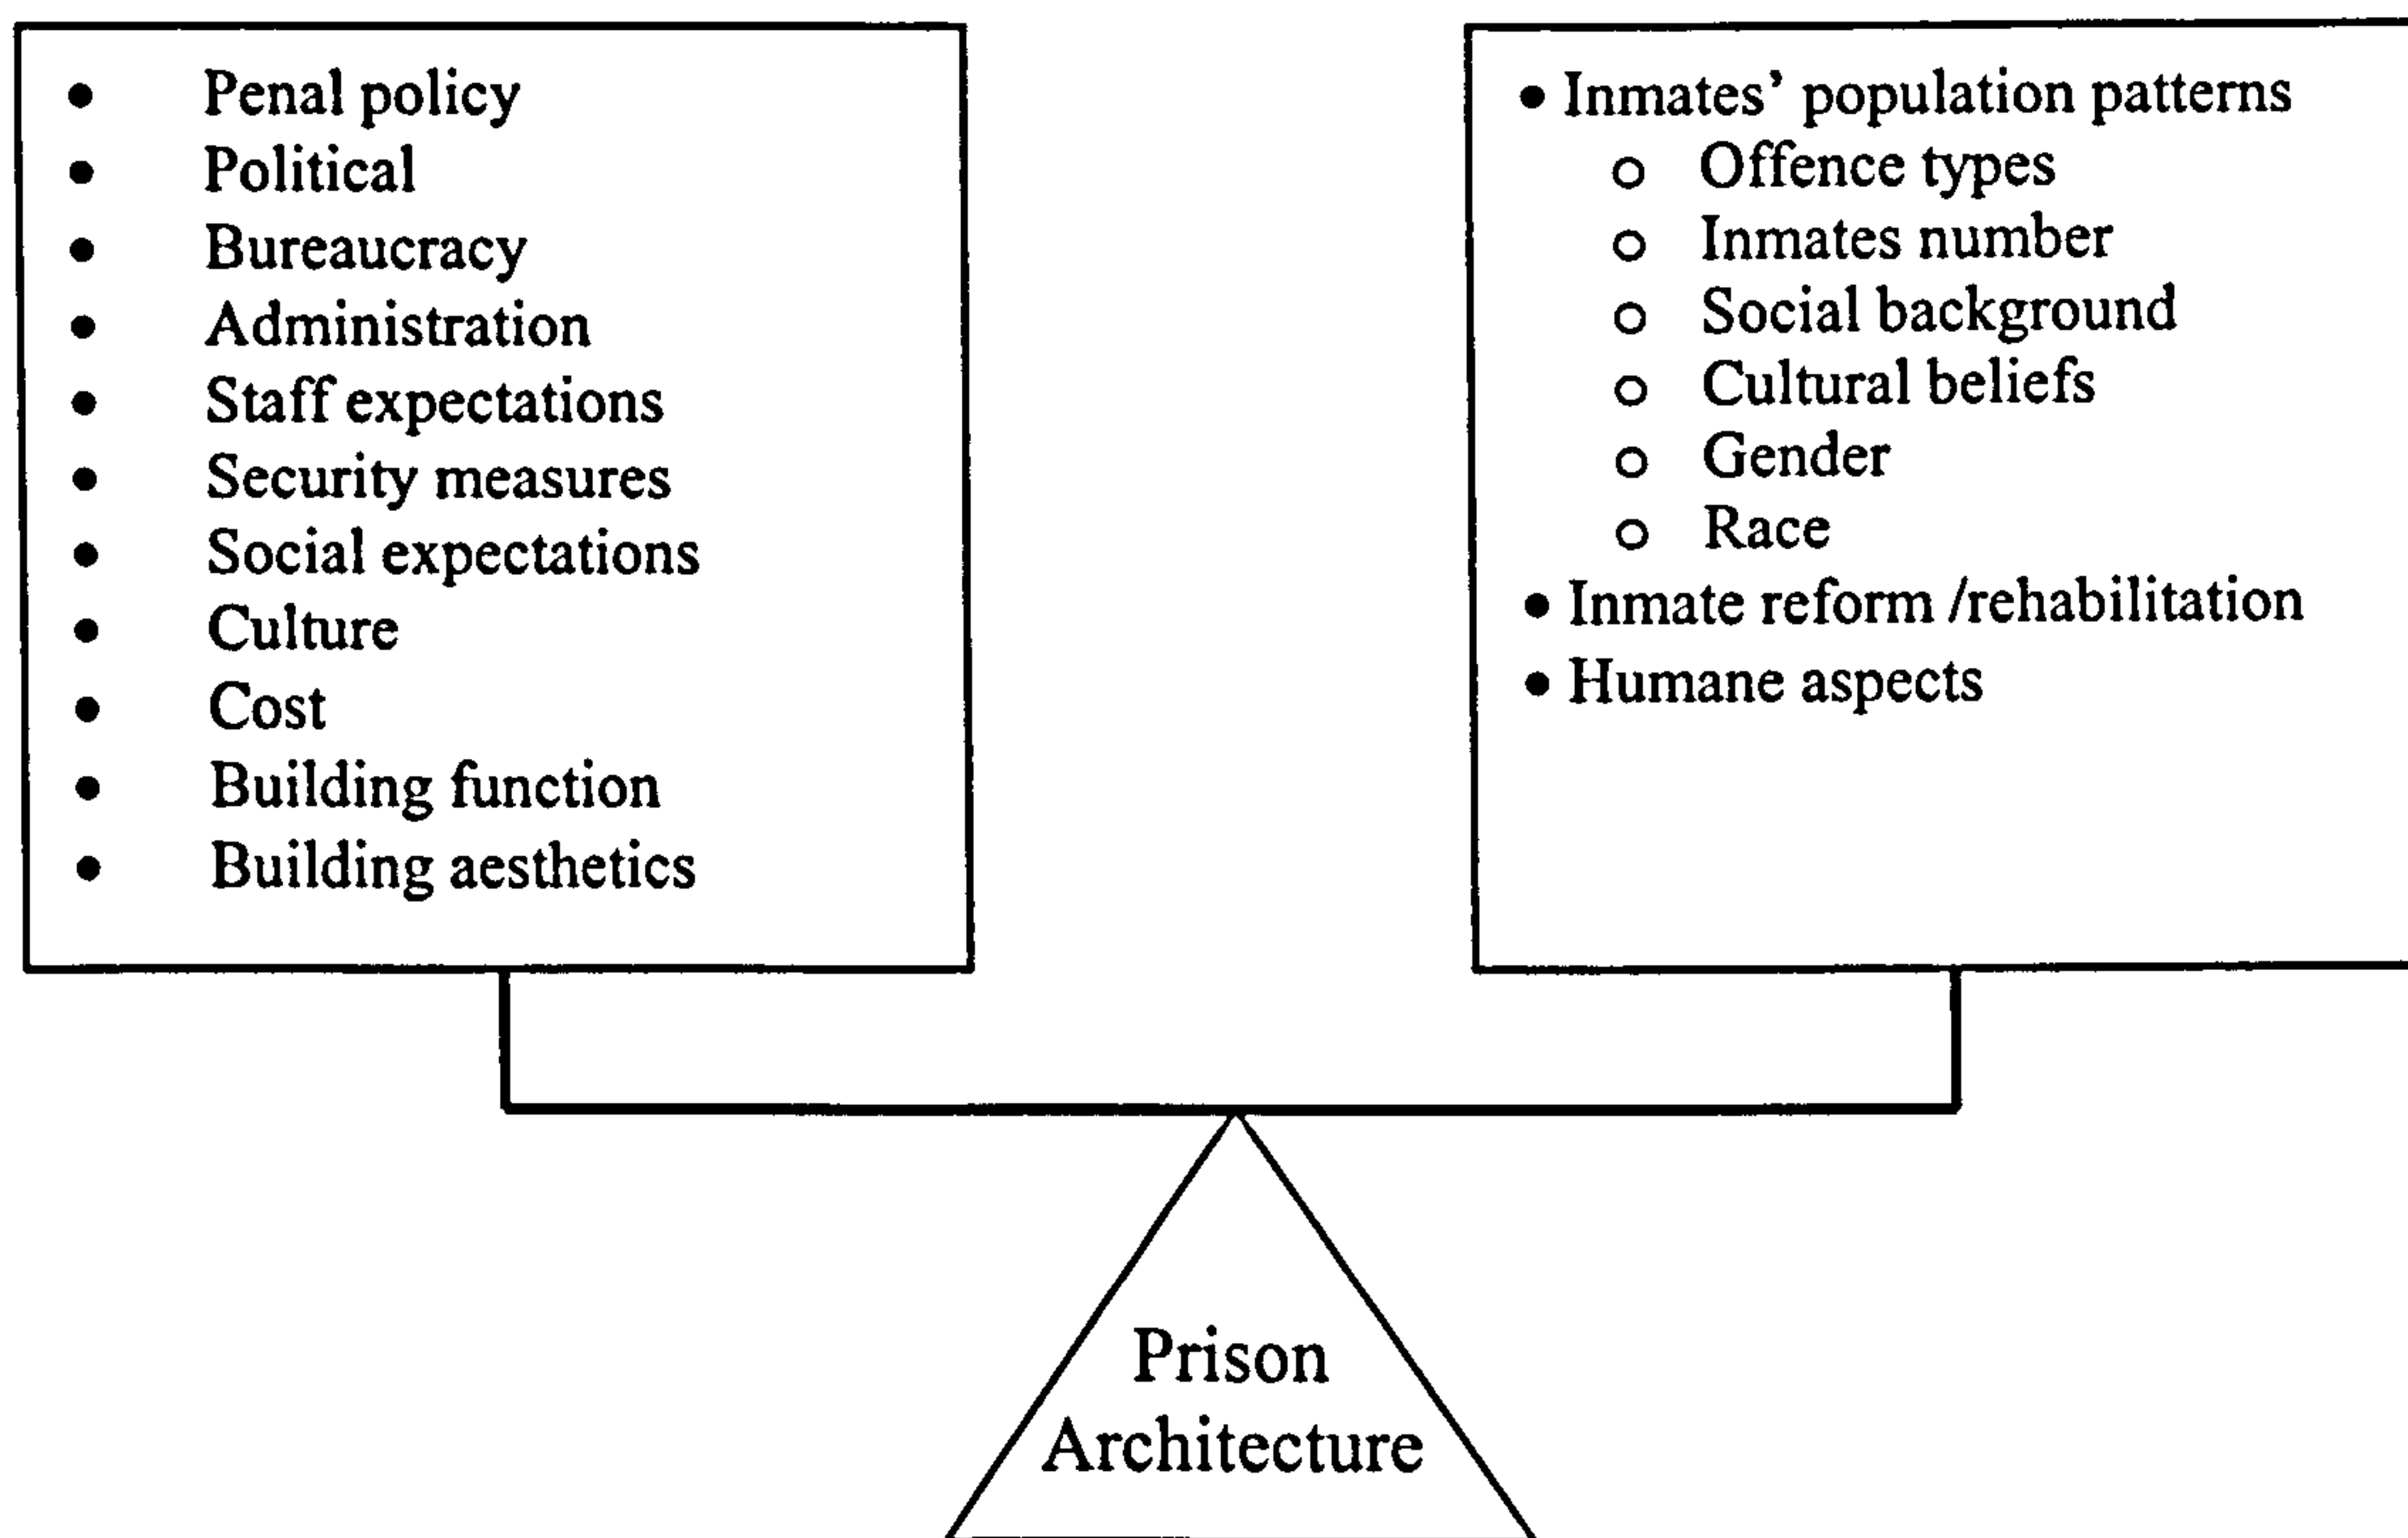 • Penal policy
• Political
• Bureaucracy
• Administration
• Staff expectations
• Security measures
• Social expectations
• Culture
• Cost
• Building function
• Building aesthetics
• Inmates’ population patterns
o Offence types
o Inmates number
o Social background
o Cultural beliefs
o Gender
o Race
• Inmate reform /rehabilitation
• Humane aspects
Prison
Architecture